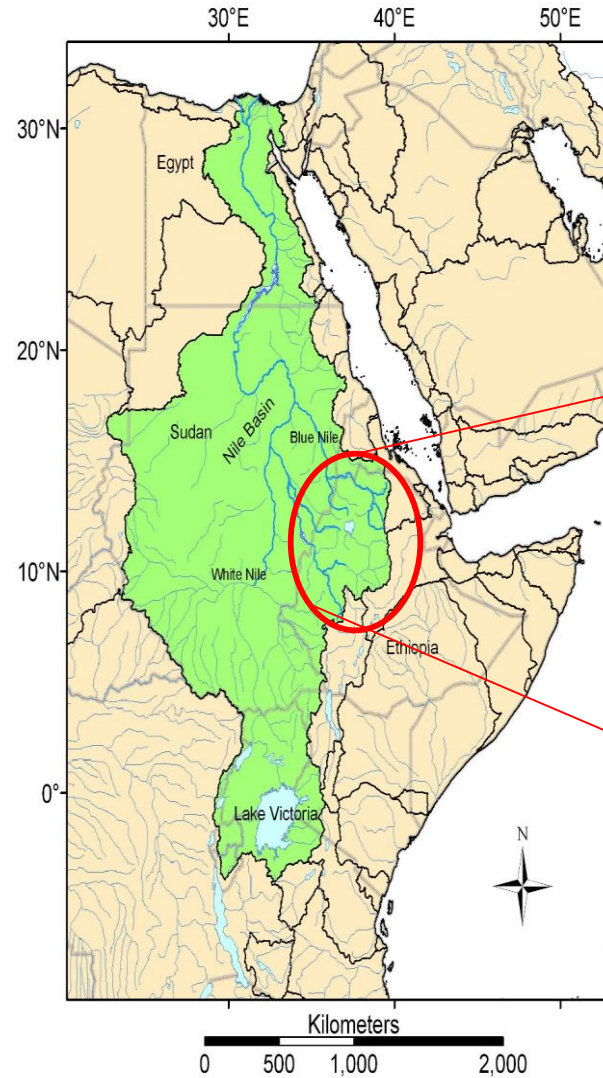 30°E 40°E 50°E
30°N
Egypt
20°N
Sudan
Nile Basin
Blue Nile
10°N
White Nile
Ethiopia
0°
Lake Victoria
N
Kilometers
0 500 1,000 2,000